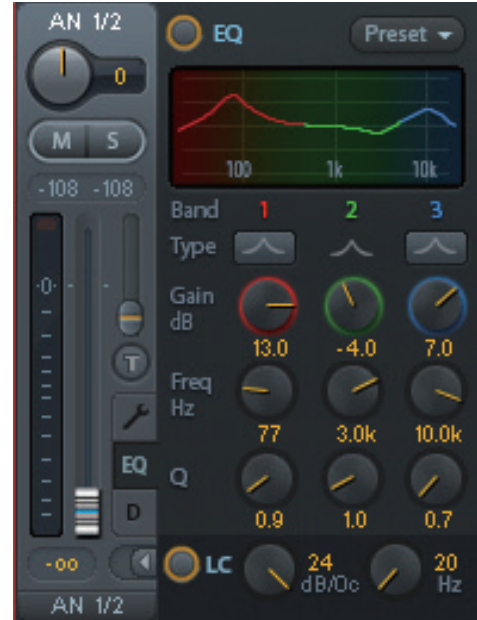 AN 1/2
0
M S
-108 -108
-0-
T
EQ
D
-oo
AN 1/2
EQ Preset
100 1k 10k
Band 1 2 3
Type
Gain
dB
13.0 -4.0 7.0
Freq
Hz
77 3.0k 10.0k
Q
0.9 1.0 0.7
LC 24
dB/Oc
20
Hz